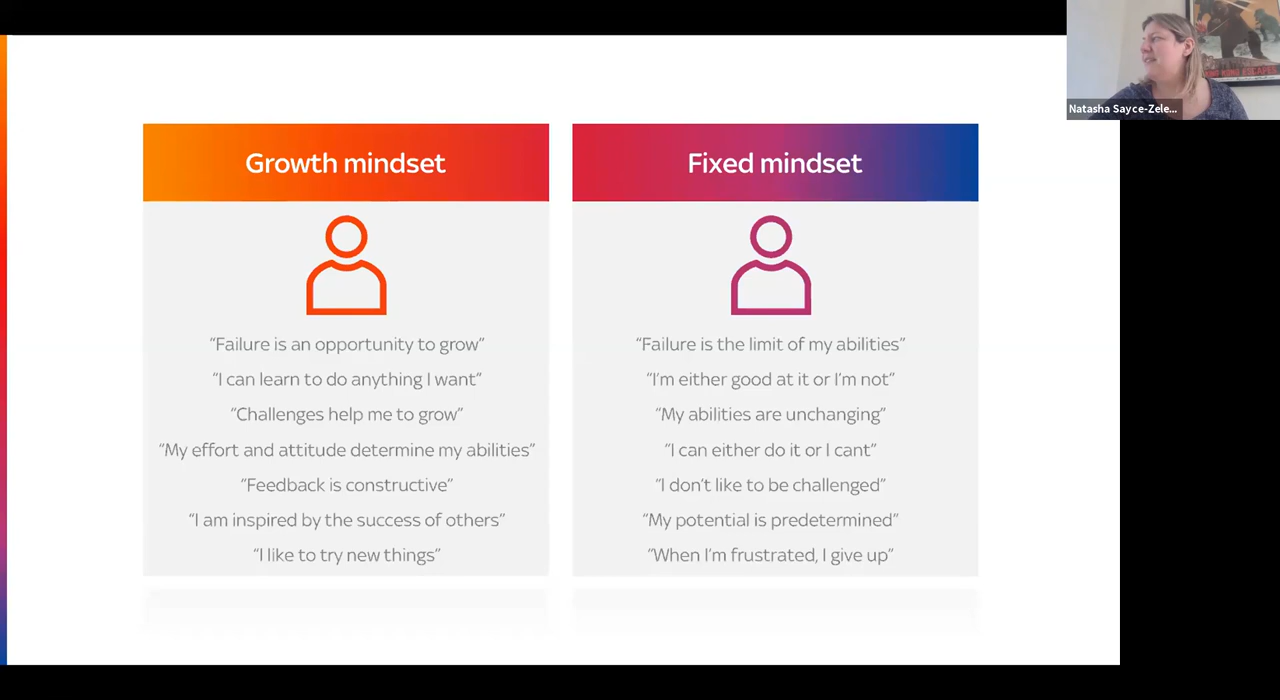 Natasha Sayce-Zele...
Growth mindset
“Failure is an opportunity to grow”
“I can learn to do anything I want”
“Challenges help me to grow”
“My effort and attitude determine my abilities”
“Feedback is constructive”
“I am inspired by the success of others”
“I like to try new things”
Fixed mindset
“Failure is the limit of my abilities”
“I’m either good at it or I’m not”
“My abilities are unchanging”
“I can either do it or I cant”
“I don’t like to be challenged”
“My potential is predetermined”
“When I’m frustrated, I give up”